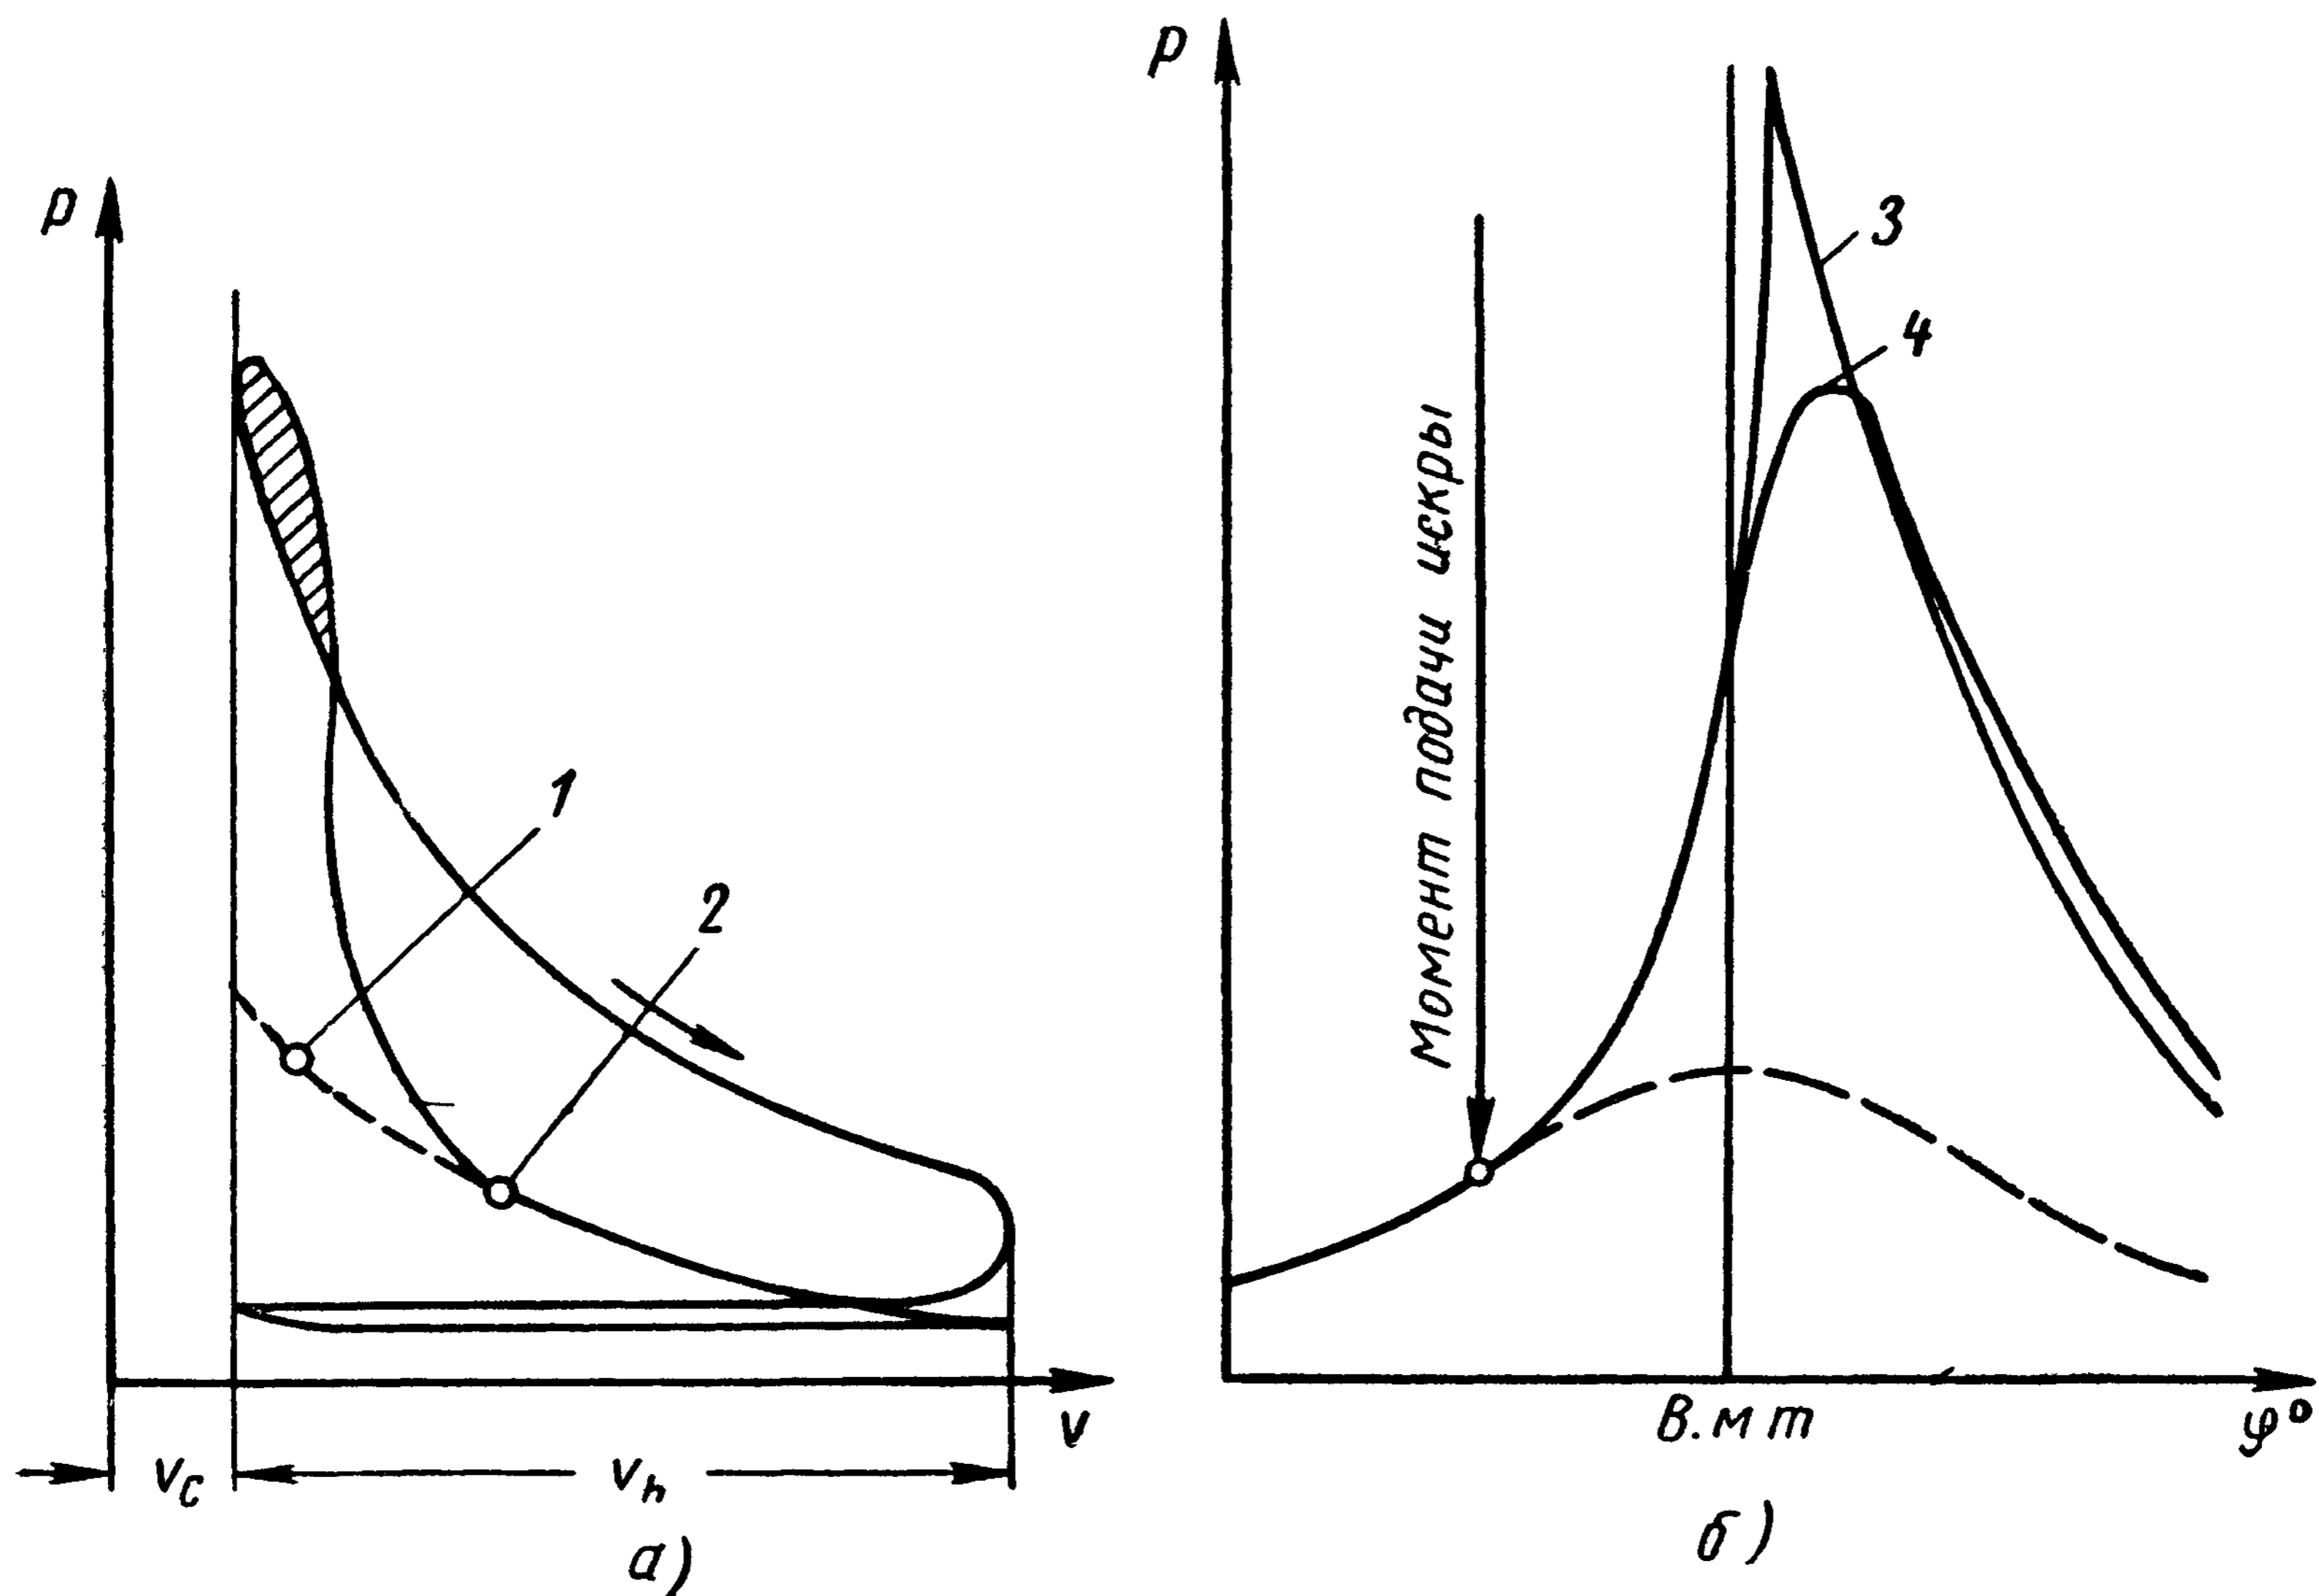 p
1
2
v
v_c
v_h
а)
p
3
4
Момент подачи искры
В.м т
φ°
б)